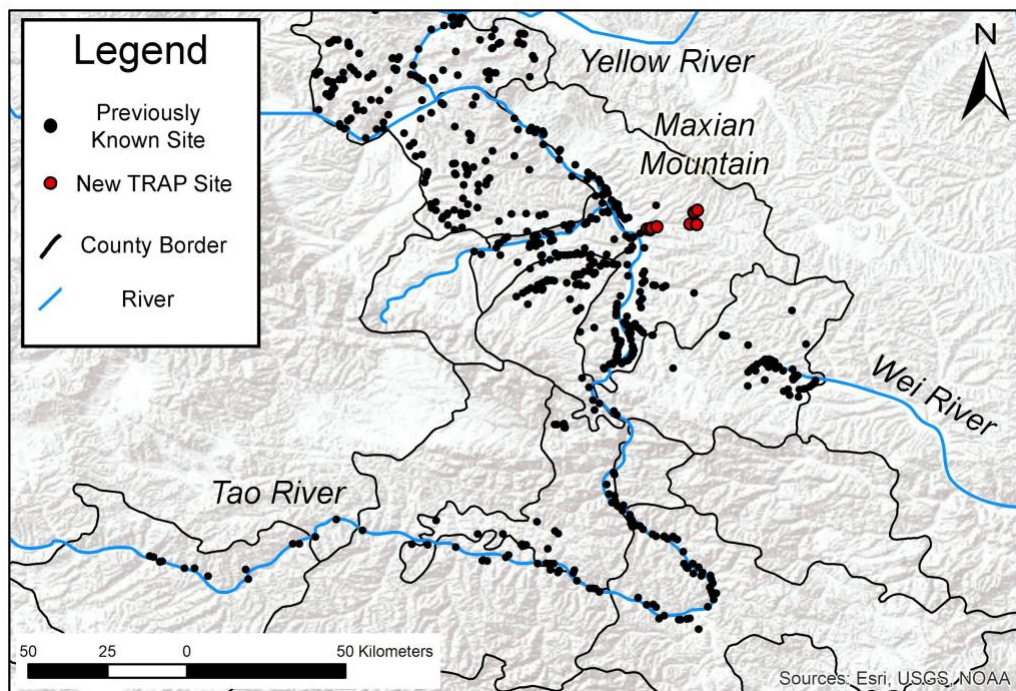 Legend
Previously
Known Site
New TRAP Site
County Border
River
Yellow River
Maxian
Mountain
N
Wei River
Tao River
50 25 0 50 Kilometers
Sources: Esri, USGS, NOAA